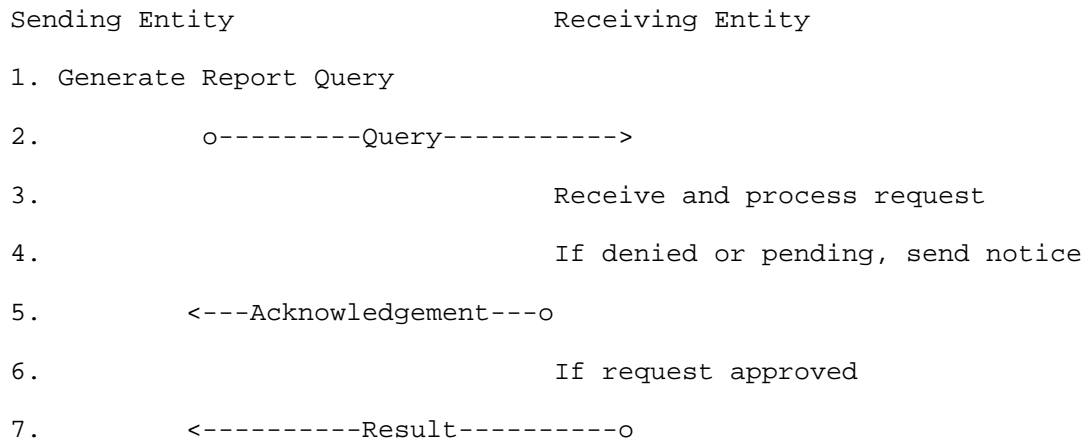 Sending Entity                      Receiving Entity
1. Generate Report Query
2.           o---------Query----------->
3.                                  Receive and process request
4.                                  If denied or pending, send notice
5.          <---Acknowledgement---o
6.                                  If request approved
7.          <----------Result----------o